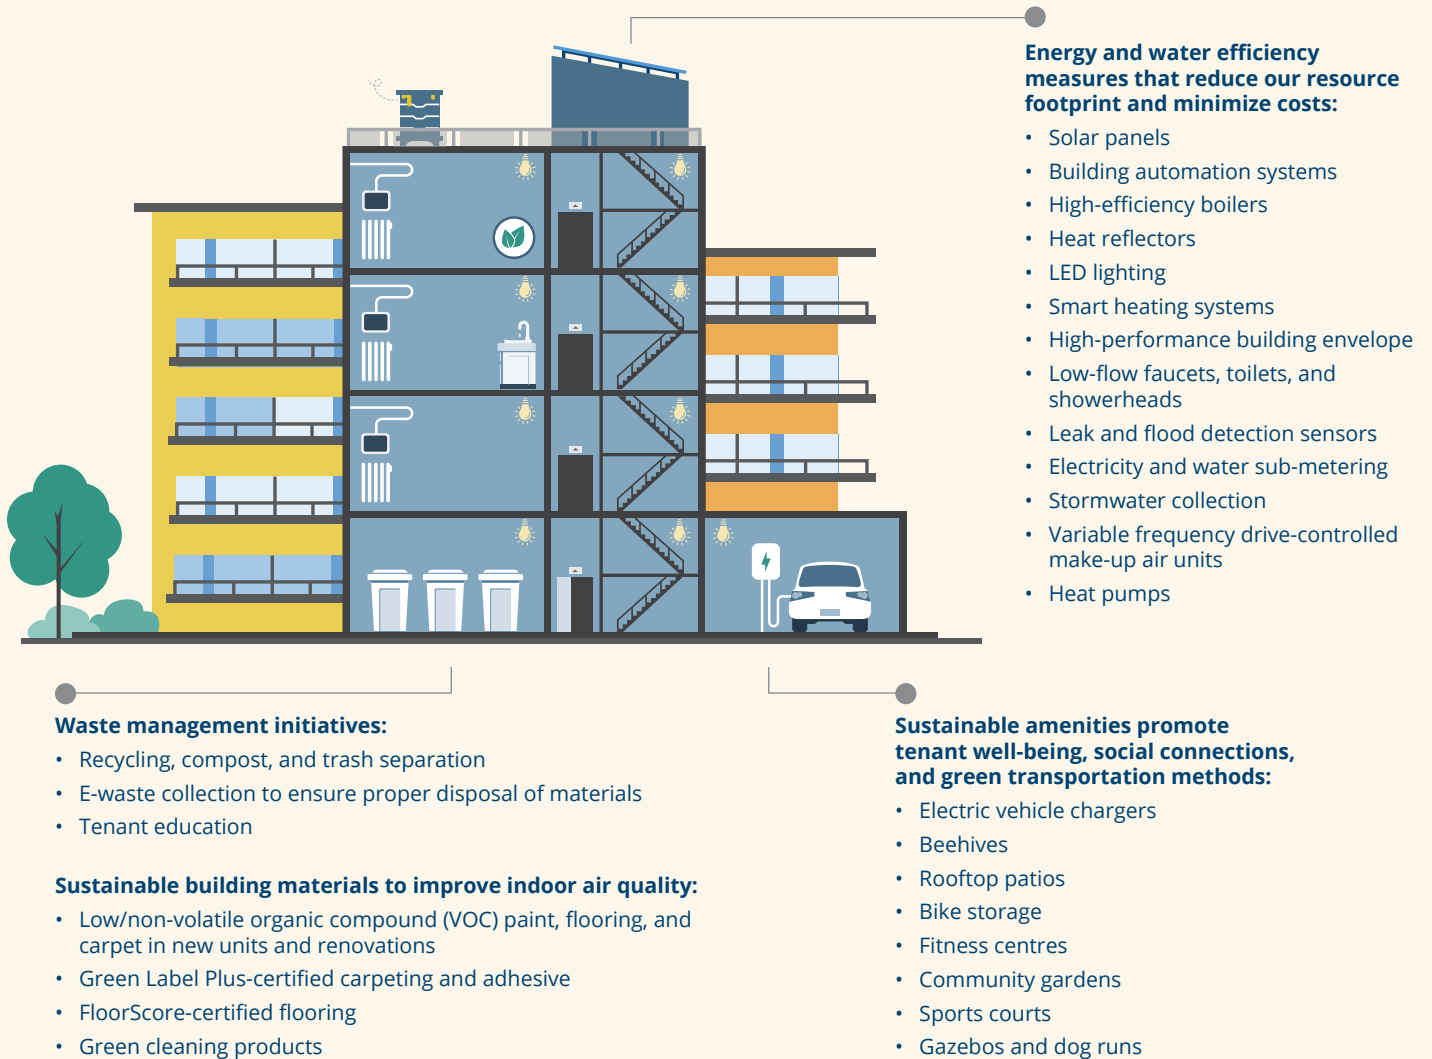 Energy and water efficiency
measures that reduce our resource
footprint and minimize costs:
• Solar panels
• Building automation systems
• High-efficiency boilers
• Heat reflectors
• LED lighting
• Smart heating systems
• High-performance building envelope
• Low-flow faucets, toilets, and
showerheads
• Leak and flood detection sensors
• Electricity and water sub-metering
• Stormwater collection
• Variable frequency drive-controlled
make-up air units
• Heat pumps
Waste management initiatives:
• Recycling, compost, and trash separation
• E-waste collection to ensure proper disposal of materials
• Tenant education
Sustainable building materials to improve indoor air quality:
• Low/non-volatile organic compound (VOC) paint, flooring, and
carpet in new units and renovations
• Green Label Plus-certified carpeting and adhesive
• FloorScore-certified flooring
• Green cleaning products
Sustainable amenities promote
tenant well-being, social connections,
and green transportation methods:
• Electric vehicle chargers
• Beehives
• Rooftop patios
• Bike storage
• Fitness centres
• Community gardens
• Sports courts
• Gazebos and dog runs